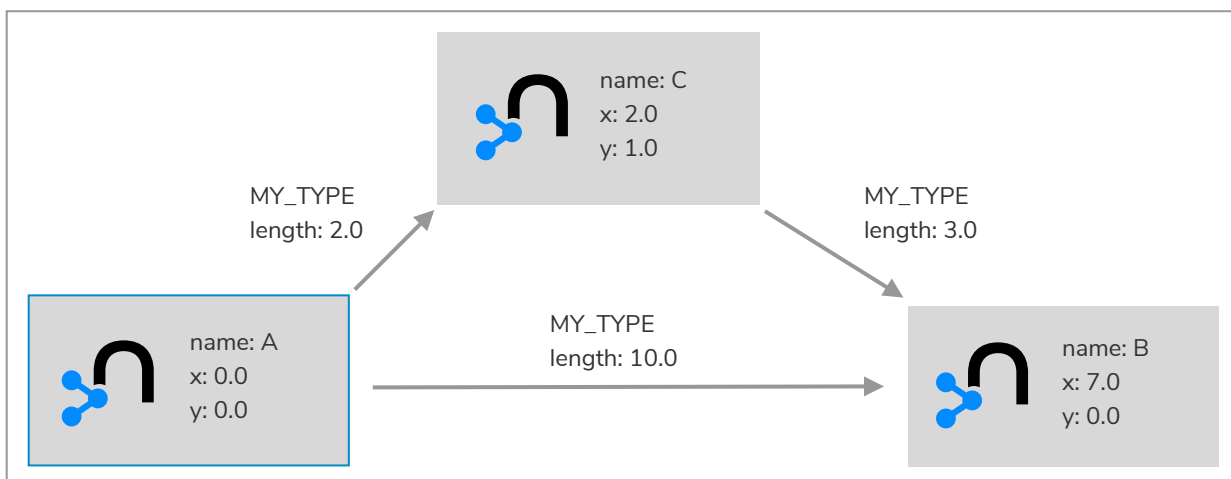 name: C
x: 2.0
y: 1.0
MY_TYPE
length: 2.0
MY_TYPE
length: 3.0
name: A
x: 0.0
y: 0.0
MY_TYPE
length: 10.0
name: B
x: 7.0
y: 0.0